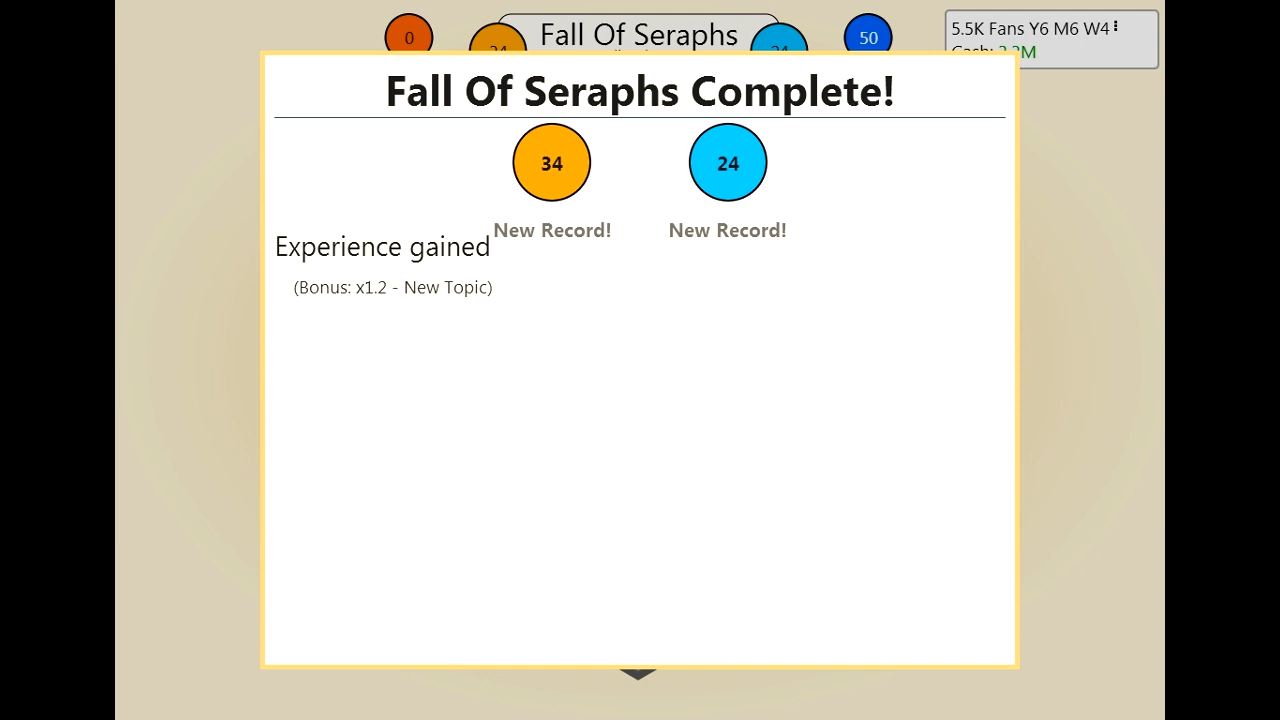 0
Fall Of Seraphs
50
5.5K Fans Y6 M6 W4
Cash:
Fall Of Seraphs Complete!
34
24
New Record!
New Record!
Experience gained
(Bonus: x1.2 - New Topic)